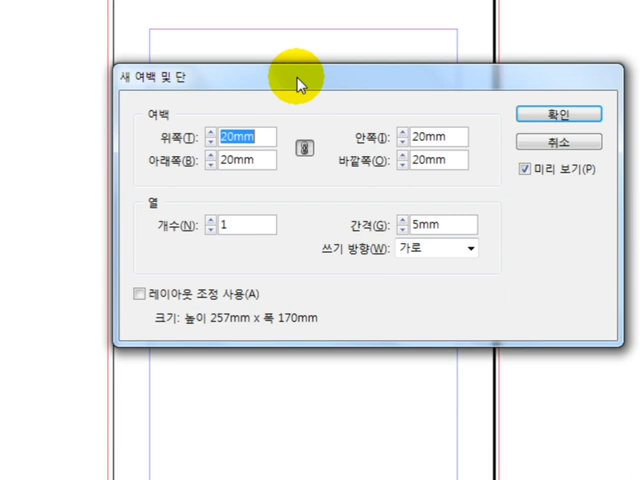 새 여백 및 단
여백
위쪽(T): 20mm
안쪽(I): 20mm
아래쪽(B): 20mm
바깥쪽(O): 20mm
열
개수(N): 1
간격(G): 5mm
쓰기 방향(W): 가로
레이아웃 조정 사용(A)
크기: 높이 257mm x 폭 170mm
확인
취소
미리 보기(P)